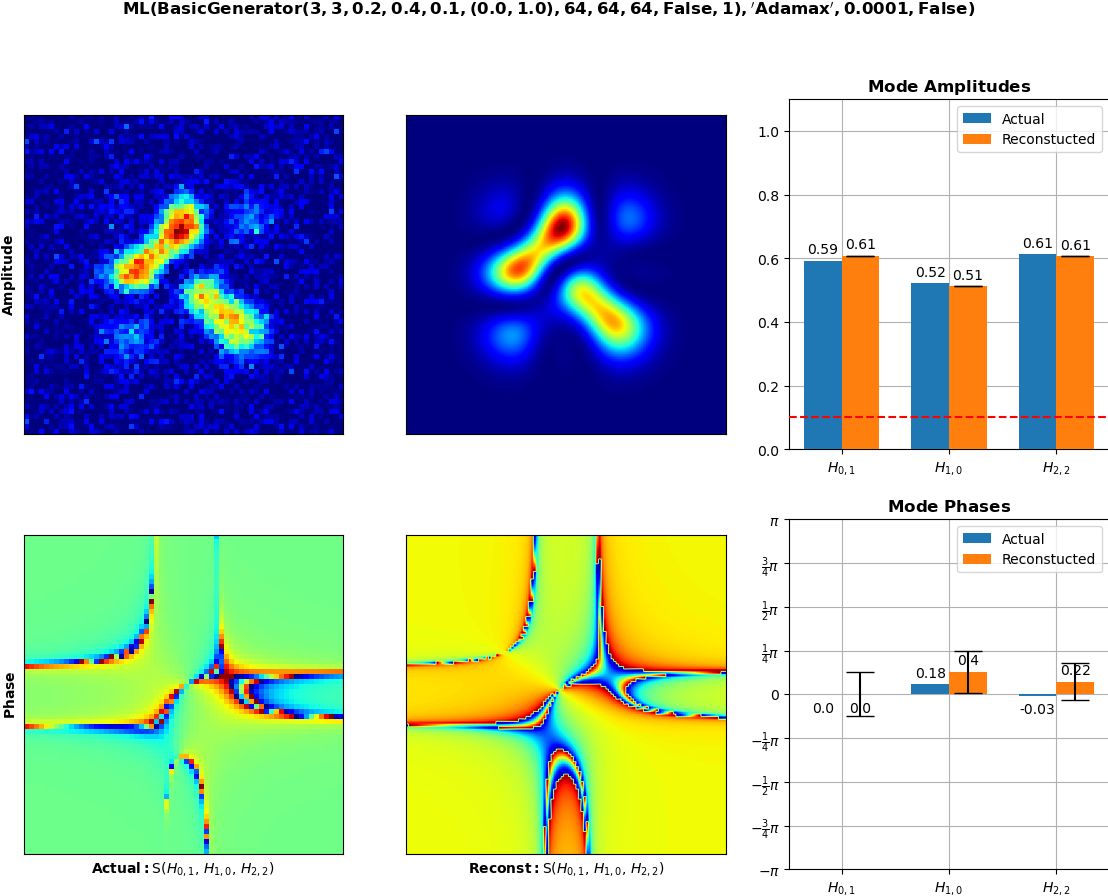 ML(BasicGenerator(3, 3, 0.2, 0.4, 0.1, (0.0, 1.0), 64, 64, 64, False, 1), ′Adamax′, 0.0001, False)
Amplitude
Mode Amplitudes
Actual
Reconstucted
1.0
0.8
0.6
0.4
0.2
0.0
0.59
0.61
0.52
0.51
0.61
0.61
H0, 1
H1, 0
H2, 2
Phase
Actual: S(H0, 1, H1, 0, H2, 2)
Reconst: S(H0, 1, H1, 0, H2, 2)
Mode Phases
Actual
Reconstucted
π
3/4π
1/2π
1/4π
0
−1/4π
−1/2π
−3/4π
−π
0.0
0.0
0.18
0.4
-0.03
0.22
H0, 1
H1, 0
H2, 2